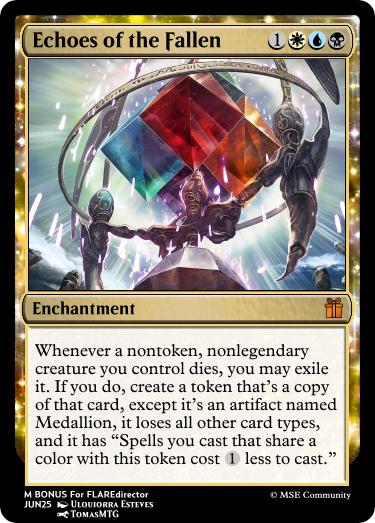 Echoes of the Fallen 1
Enchantment
Whenever a nontoken, nonlegendary
creature you control dies, you may exile
it. If you do, create a token that's a copy
of that card, except it's an artifact named
Medallion, it loses all other card types,
and it has “Spells you cast that share a
color with this token cost 1 less to cast.”
M BONUS For FLAREdirector
JUN25 Ulquiorra Esteves
TomasMTG
© MSE Community